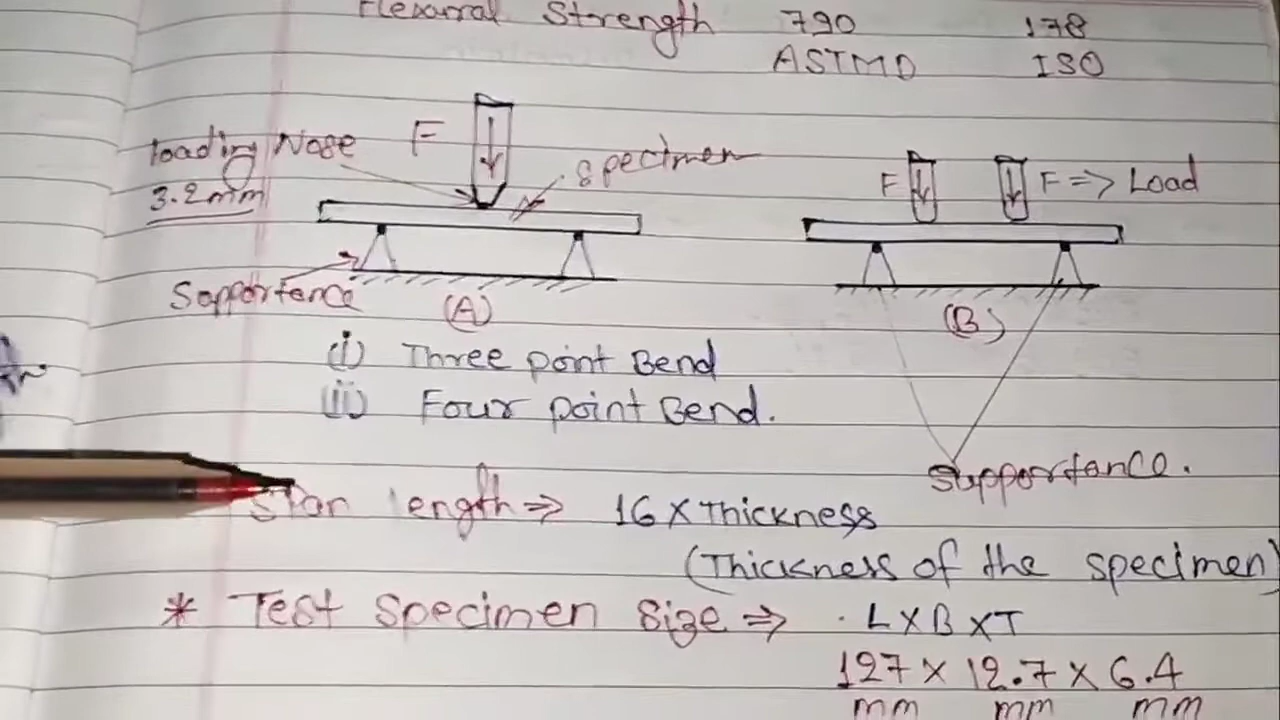 Flexural Strength 790 178
ASTMD ISO
loading Nose F specimen
3.2mm
F F => Load
Supportence (A) (B)
(i) Three point Bend
(ii) Four point Bend.
Supportance.
Span length => 16 X Thickness
(Thickness of the specimen)
* Test specimen size => . L X B X T
127 X 12.7 X 6.4
mm mm mm